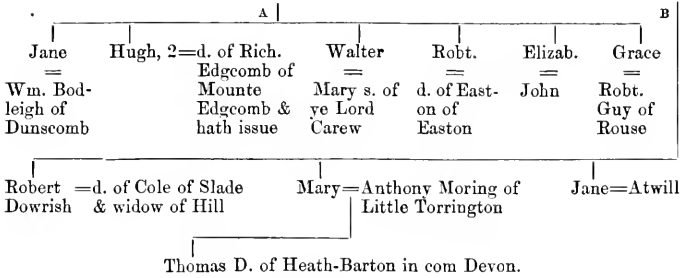 A B
Jane Hugh, 2=d. of Rich. Walter Robt. Elizab. Grace
= Edgcomb of = = = =
Wm. Bod- Mounte Mary s. of d. of East- John Robt.
leigh of Edgcomb & ye Lord on of Guy of
Dunscomb hath issue Carew Easton Rouse
Robert =d. of Cole of Slade Mary=Anthony Moring of Jane=Atwill
Dowrish & widow of Hill Little Torrington
Thomas D. of Heath-Barton in com Devon.